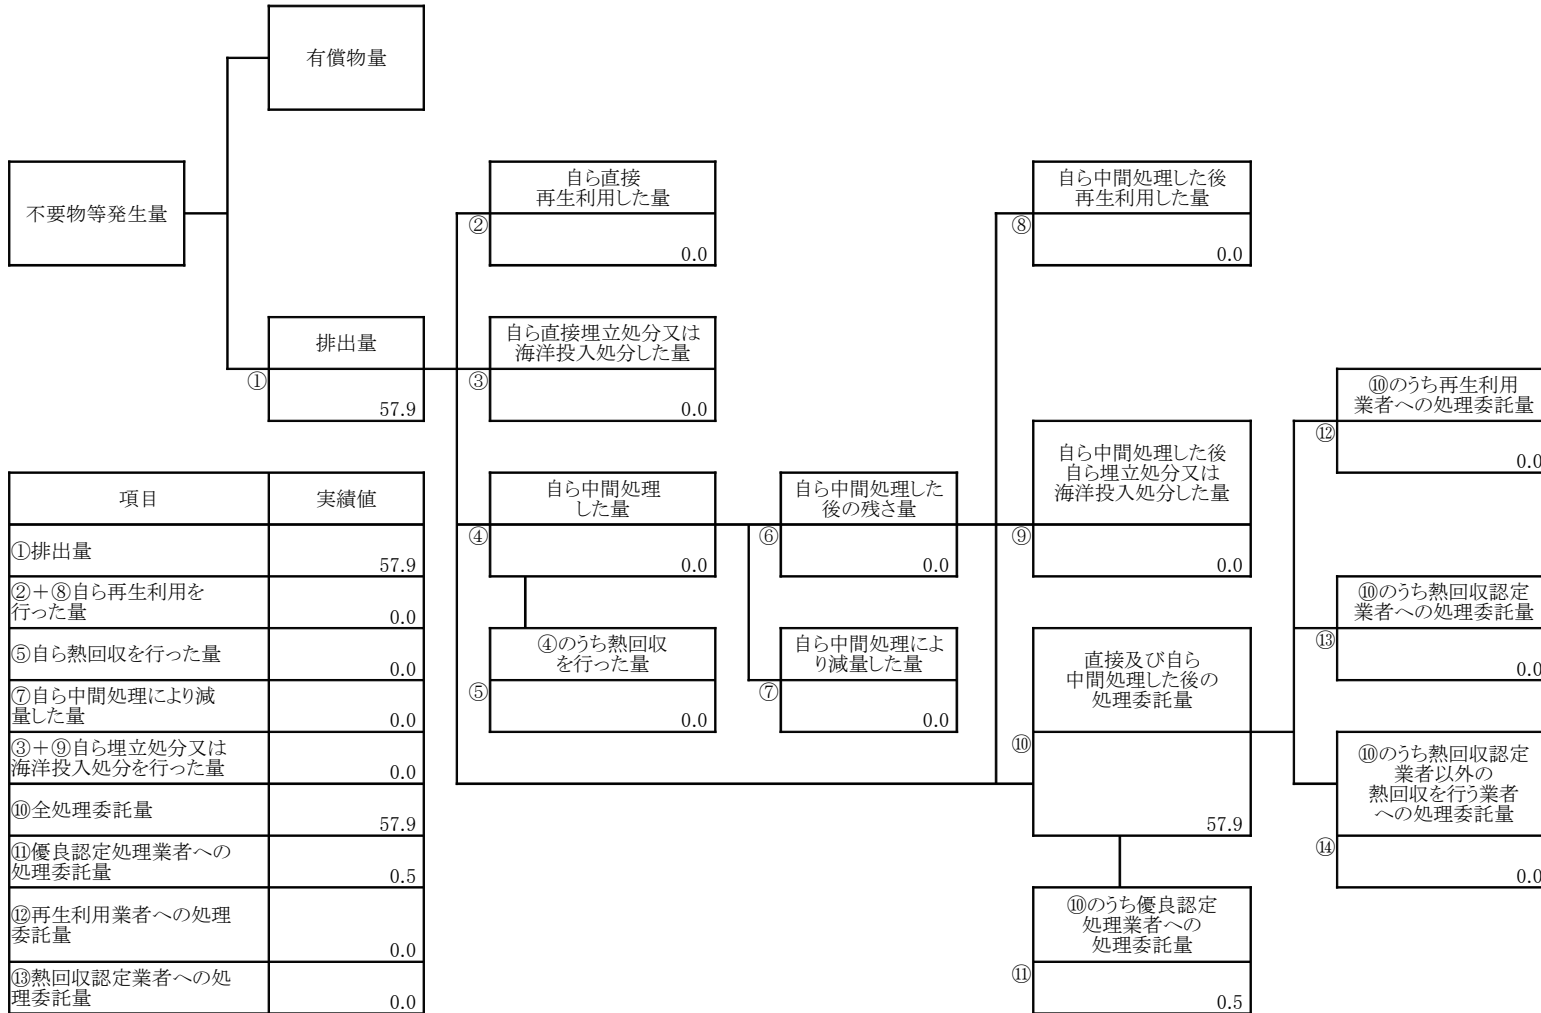 有償物量
不要物等発生量
自ら直接
再生利用した量
②
0.0
自ら中間処理した後
再生利用した量
⑧
0.0
排出量
①
57.9
自ら直接埋立処分又は
海洋投入処分した量
③
0.0
⑩のうち再生利用
業者への処理委託量
⑫
0.0
自ら中間処理
した量
④
0.0
自ら中間処理した
後の残さ量
⑥
0.0
自ら中間処理した後
自ら埋立処分又は
海洋投入処分した量
⑨
0.0
④のうち熱回収
を行った量
⑤
0.0
自ら中間処理によ
り減量した量
⑦
0.0
直接及び自ら
中間処理した後の
処理委託量
⑩
57.9
⑩のうち熱回収認定
業者への処理委託量
⑬
0.0
⑩のうち熱回収認定
業者以外の
熱回収を行う業者
への処理委託量
⑭
0.0
⑩のうち優良認定
処理業者への
処理委託量
⑪
0.5
項目 実績値
①排出量
57.9
②＋⑧自ら再生利用を
行った量 0.0
⑤自ら熱回収を行った量
0.0
⑦自ら中間処理により減
量した量 0.0
③＋⑨自ら埋立処分又は
海洋投入処分を行った量 0.0
⑩全処理委託量
57.9
⑪優良認定処理業者への
処理委託量 0.5
⑫再生利用業者への処理
委託量
0.0
⑬熱回収認定業者への処
理委託量 0.0